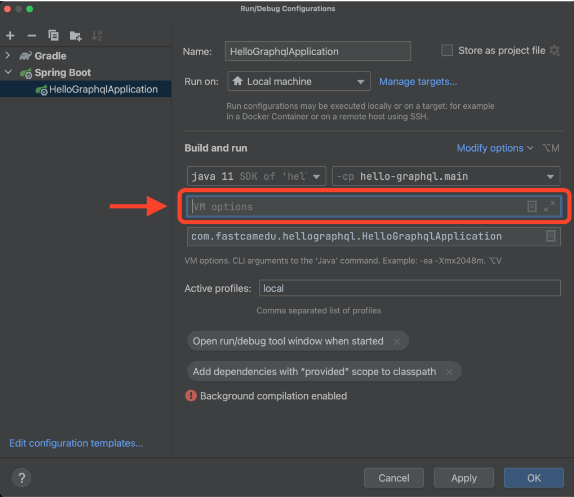 Run/Debug Configurations
Gradle
Spring Boot
HelloGraphqlApplication
Edit configuration templates...
Name: HelloGraphqlApplication Store as project file
Run on: Local machine Manage targets...
Run configurations may be executed locally or on a target: for example
in a Docker Container or on a remote host using SSH.
Build and run Modify options ⌥M
java 11 SDK of 'hel -cp hello-graphql.main
VM options
com.fastcamedu.hellographql.HelloGraphqlApplication
VM options. CLI arguments to the 'Java' command. Example: -ea -Xmx2048m. ⌥V
Active profiles: local
Comma separated list of profiles
Open run/debug tool window when started ×
Add dependencies with “provided” scope to classpath ×
Background compilation enabled
? Cancel Apply OK